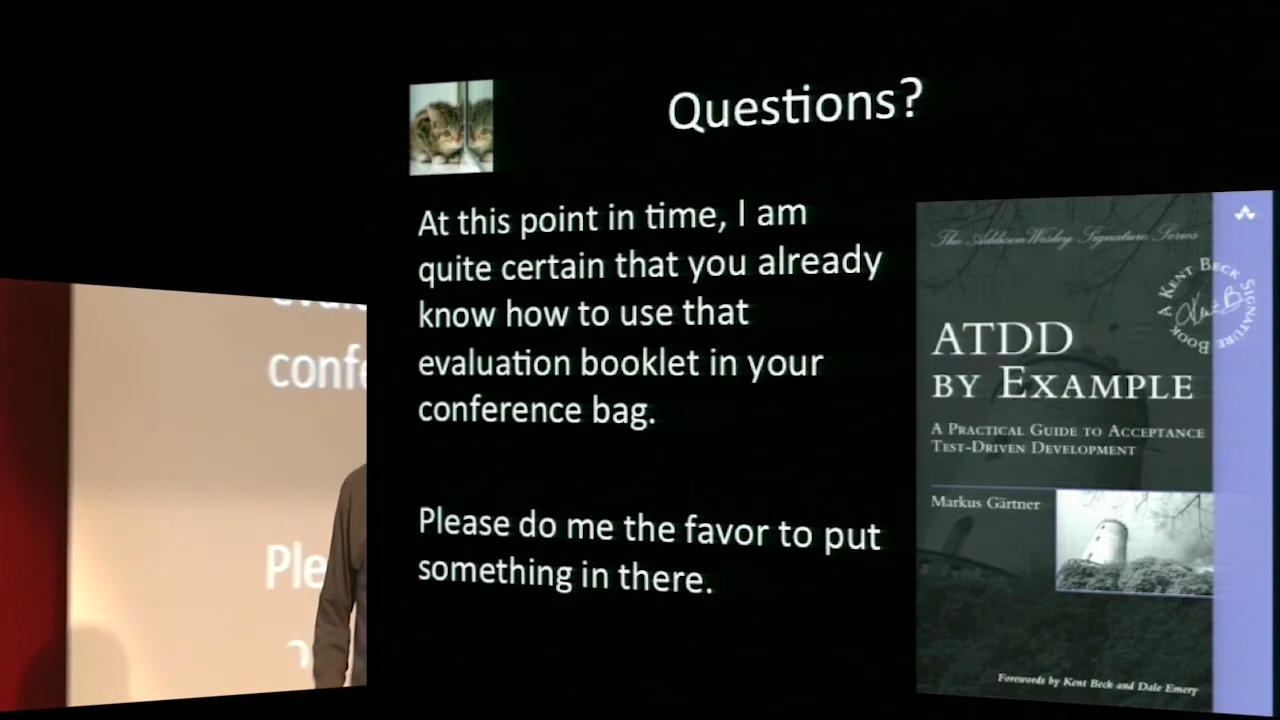 Questions?
At this point in time, I am
quite certain that you already
know how to use that
evaluation booklet in your
conference bag.
Please do me the favor to put
something in there.
The Addison Wesley Signature Series
A KENT BECK SIGNATURE BOOK
Kent B
ATDD
BY EXAMPLE
A PRACTICAL GUIDE TO ACCEPTANCE
TEST-DRIVEN DEVELOPMENT
Markus Gärtner
Forewords by Kent Beck and Dale Emery
confe
Ple